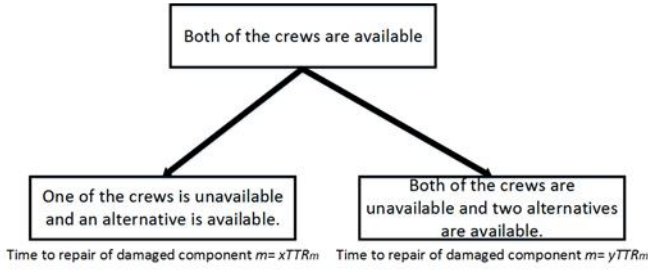 Both of the crews are available
One of the crews is unavailable
and an alternative is available.
Both of the crews are
unavailable and two alternatives
are available.
Time to repair of damaged component m= xTTRm
Time to repair of damaged component m= yTTRm